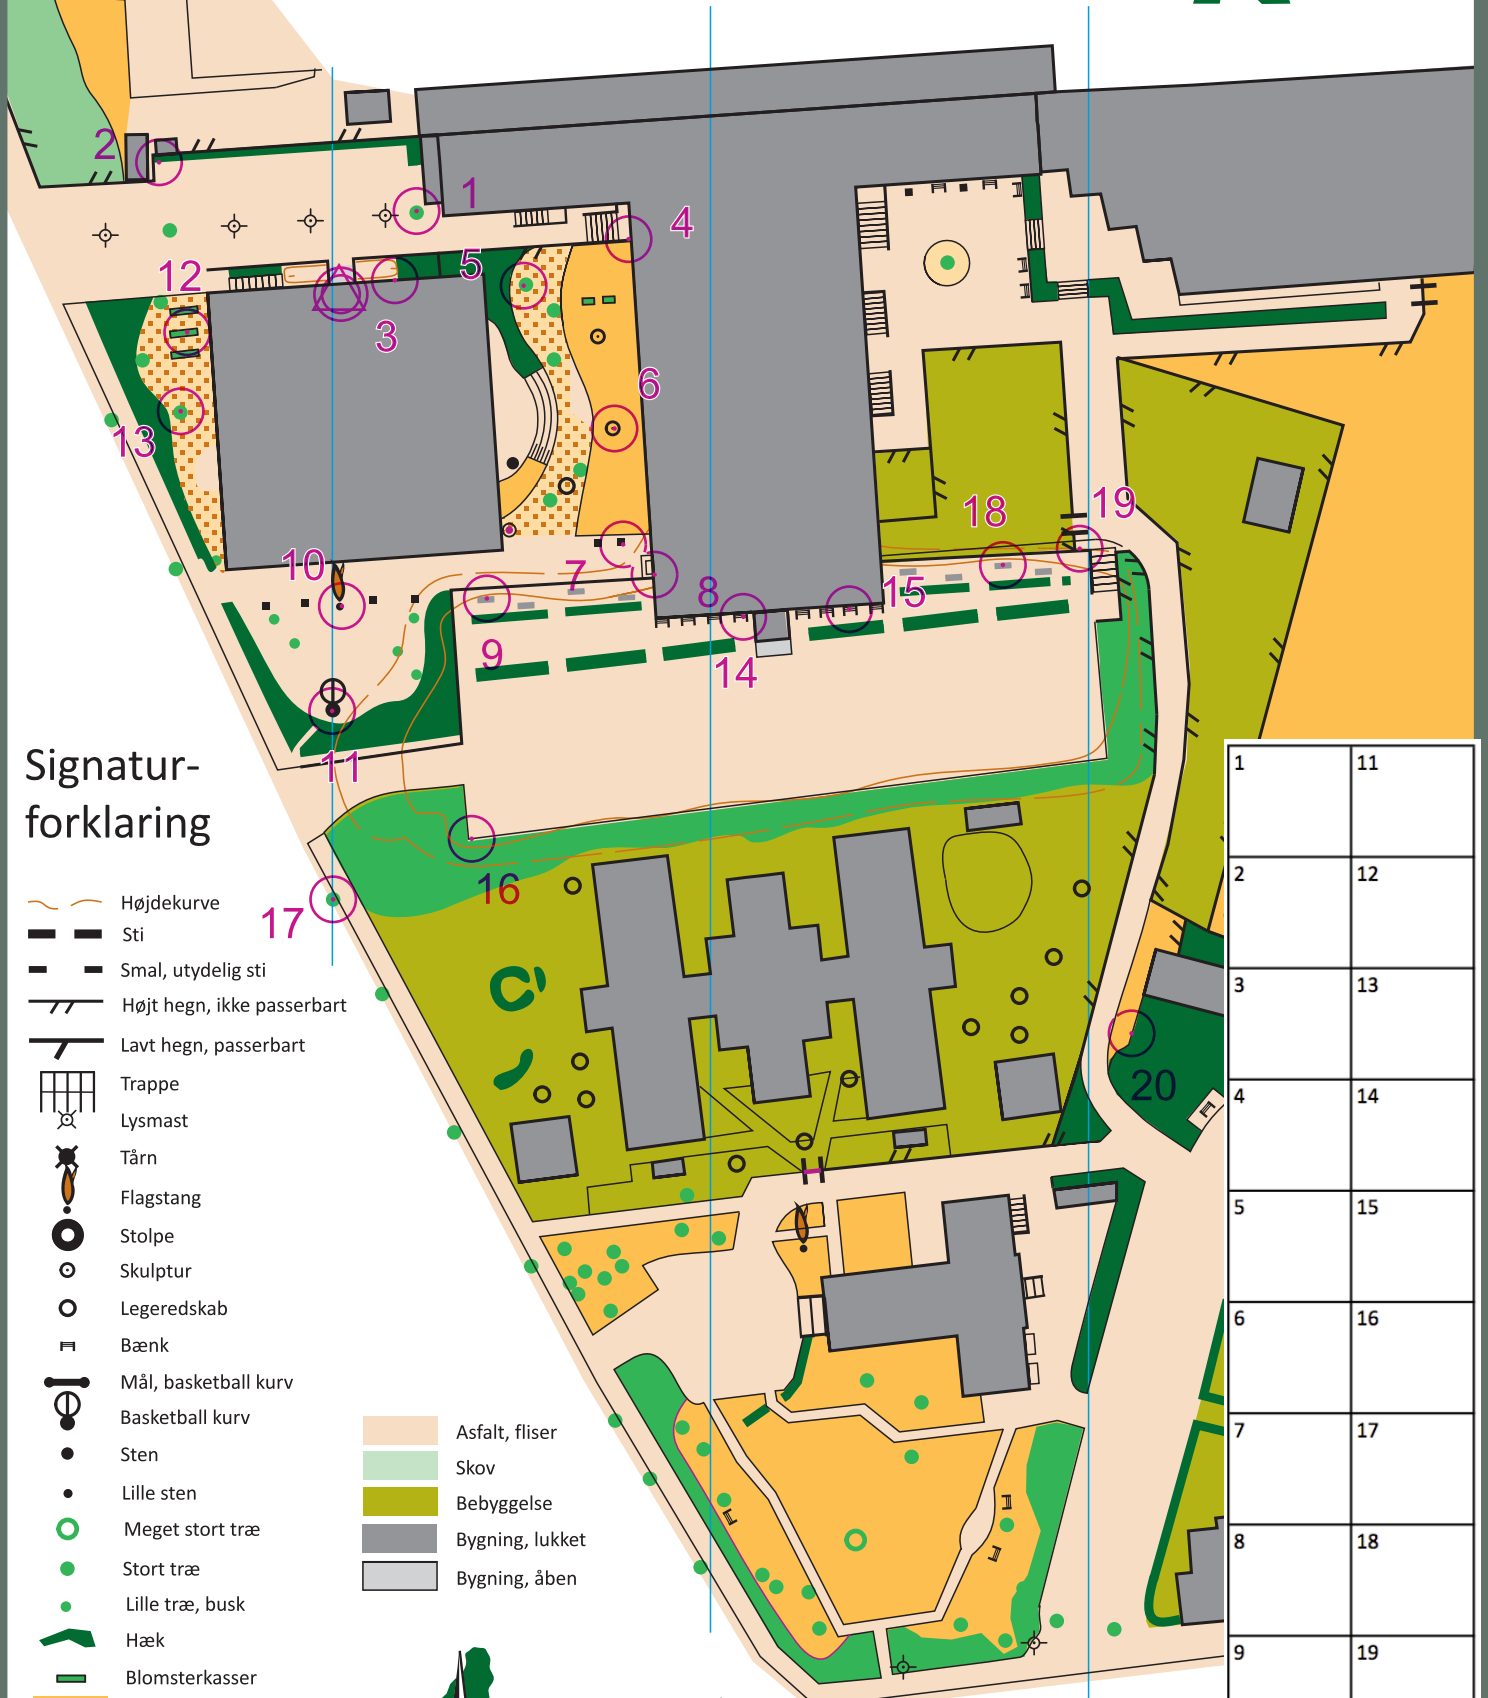 2
1
4
5
12
3
6
13
19
18
10
7
8
15
9
14
11
16
17
20
Signatur-
forklaring
Højdekurve
Sti
Smal, utydelig sti
Højt hegn, ikke passerbart
Lavt hegn, passerbart
Trappe
Lysmast
Tårn
Flagstang
Stolpe
Skulptur
Legeredskab
Bænk
Mål, basketball kurv
Basketball kurv
Sten
Lille sten
Meget stort træ
Stort træ
Lille træ, busk
Hæk
Blomsterkasser
Asfalt, fliser
Skov
Bebyggelse
Bygning, lukket
Bygning, åben
1 11
2 12
3 13
4 14
5 15
6 16
7 17
8 18
9 19